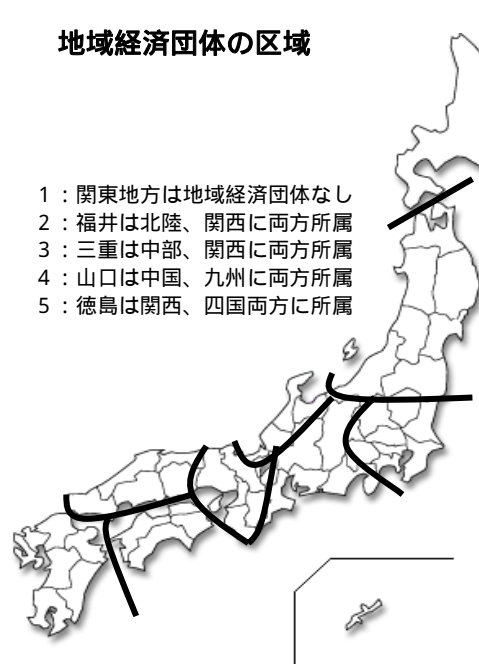 地域経済団体の区域
1：関東地方は地域経済団体なし
2：福井は北陸、関西に両方所属
3：三重は中部、関西に両方所属
4：山口は中国、九州に両方所属
5：徳島は関西、四国両方に所属